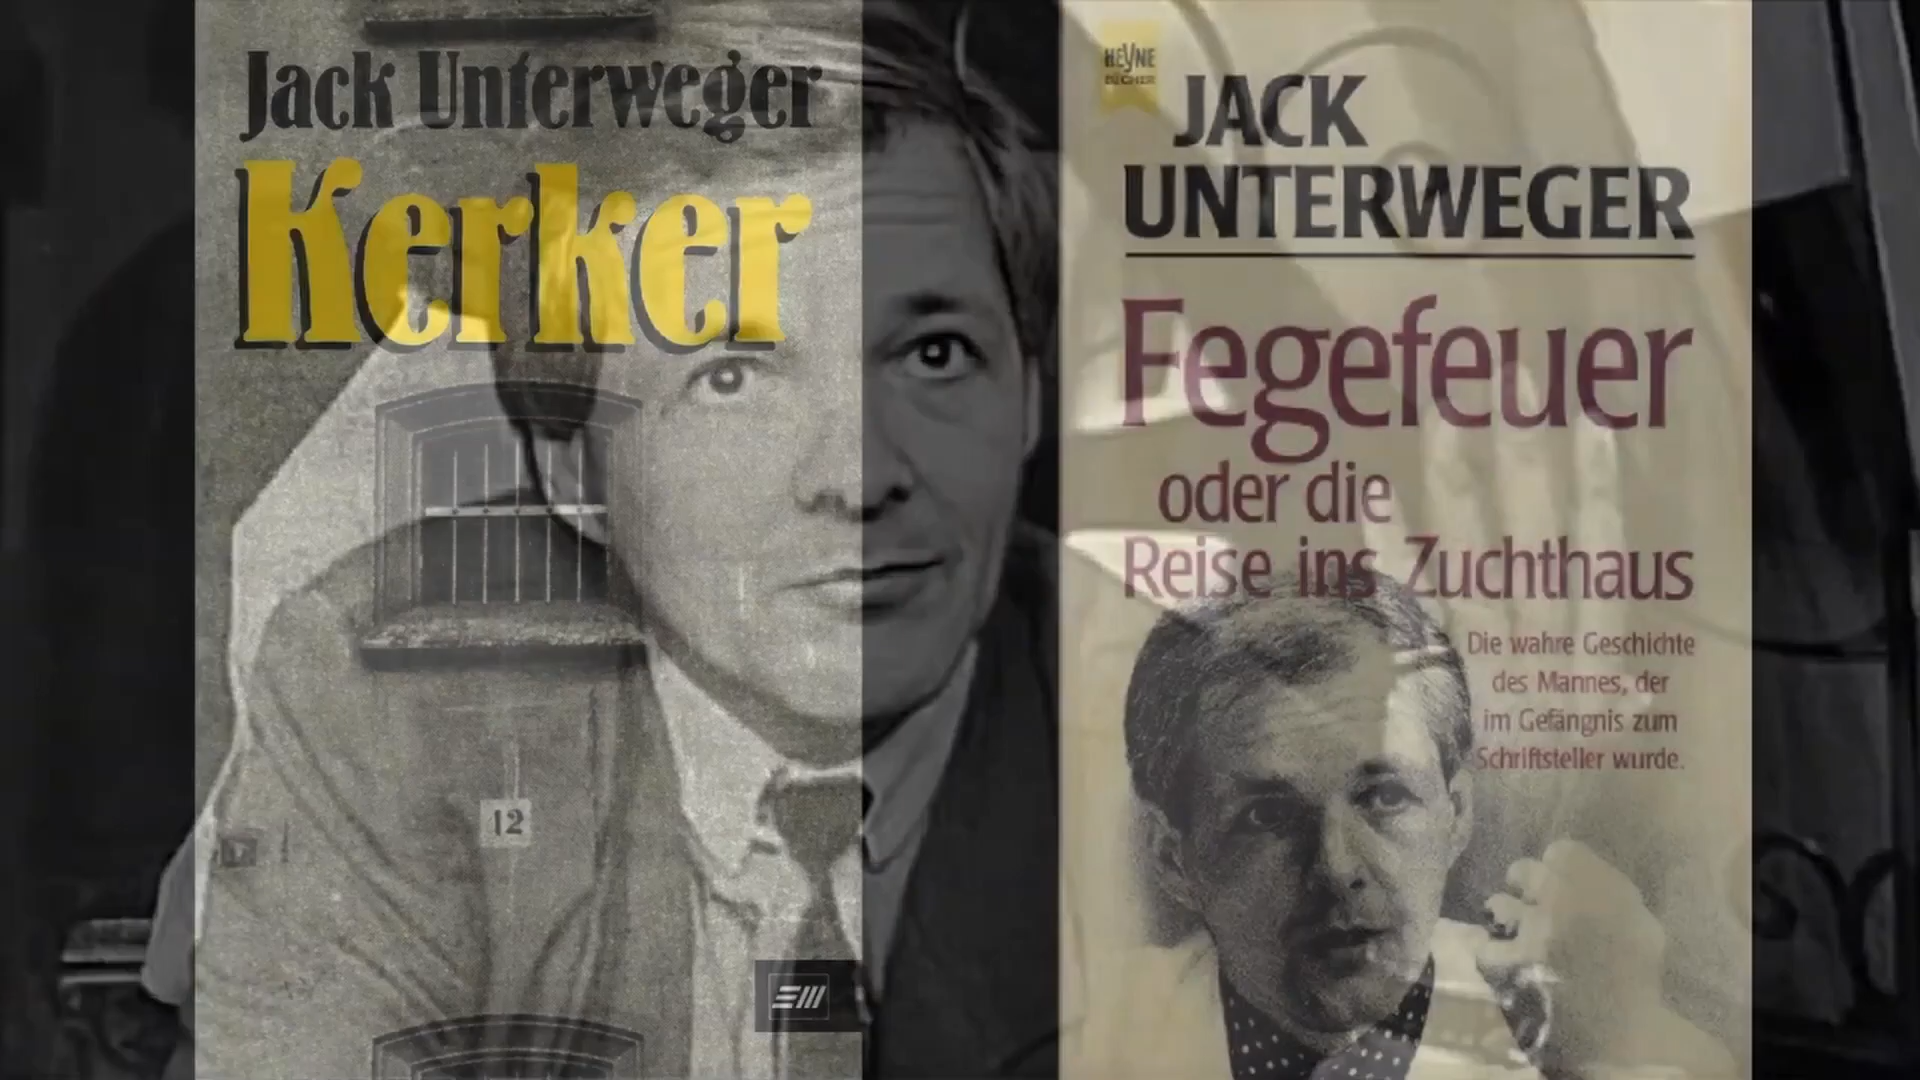 Jack Unterweger
Kerker
12
HEYNE
BÜCHER
JACK
UNTERWEGER
Fegefeuer
oder die
Reise ins Zuchthaus
Die wahre Geschichte
des Mannes, der
im Gefängnis zum
Schriftsteller wurde.